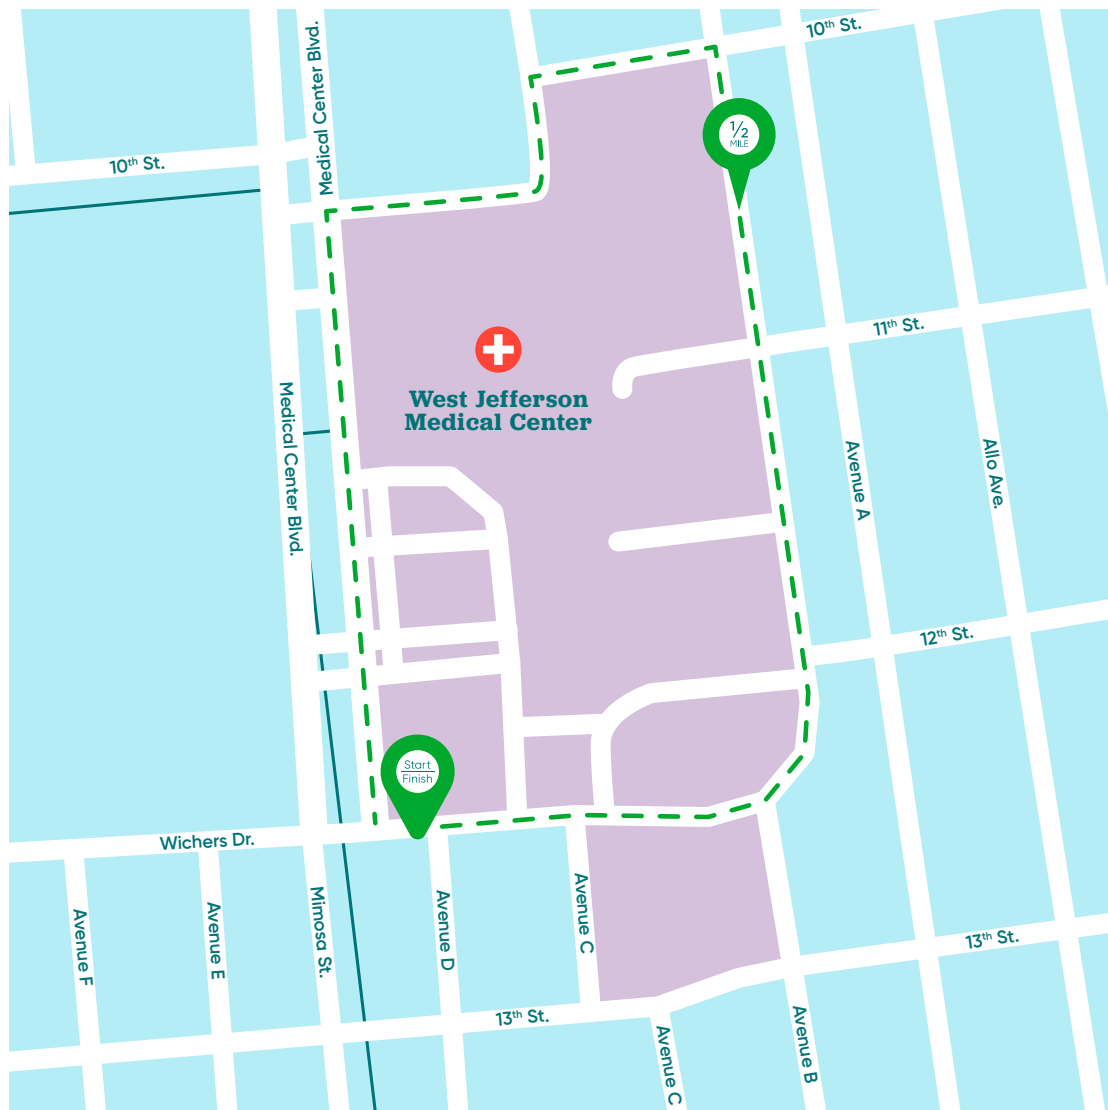 10th St.
Medical Center Blvd.
1/2
MILE
10th St.
11th St.
West Jefferson
Medical Center
Medical Center Blvd.
Avenue A
Allo Ave.
12th St.
Start
Finish
Wichers Dr.
Avenue F
Avenue E
Mimosa St.
Avenue D
Avenue C
13th St.
13th St.
Avenue C
Avenue B